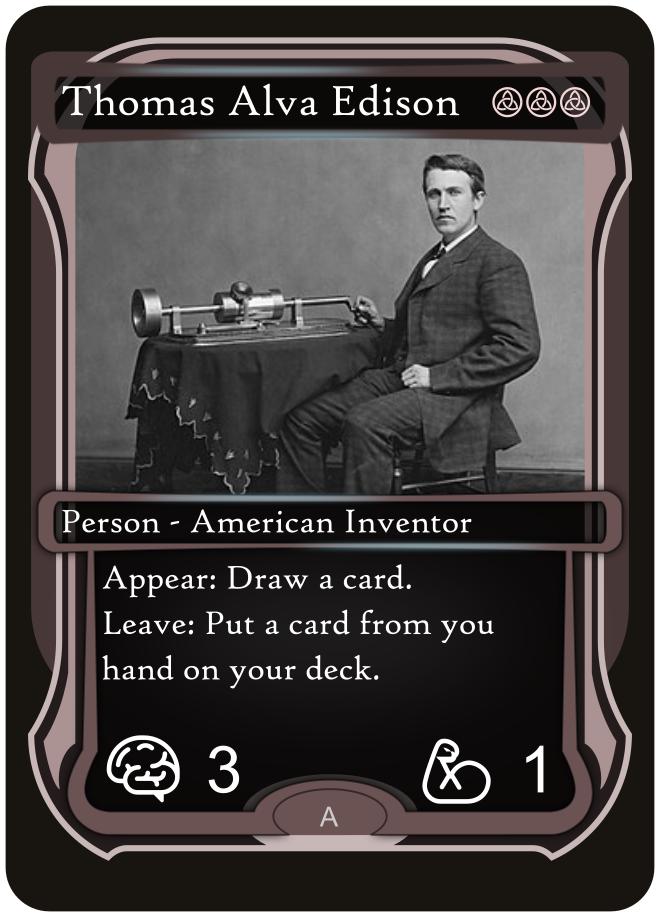 Thomas Alva Edison
Person - American Inventor
Appear: Draw a card.
Leave: Put a card from you
hand on your deck.
3 1
A